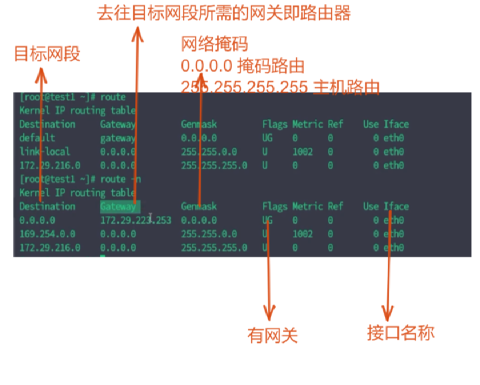 去往目标网段所需的网关即路由器
目标网段
网络掩码
0.0.0.0 掩码路由
255.255.255.255 主机路由
[root@test1 ~]# route
Kernel IP routing table
Destination Gateway Genmask Flags Metric Ref Use Iface
default gateway 0.0.0.0 UG 0 0 0 eth0
link-local 0.0.0.0 255.255.0.0 U 1002 0 0 eth0
172.29.216.0 0.0.0.0 255.255.255.0 U 0 0 0 eth0
[root@test1 ~]# route -n
Kernel IP routing table
Destination Gateway Genmask Flags Metric Ref Use Iface
0.0.0.0 172.29.223.253 0.0.0.0 UG 0 0 0 eth0
169.254.0.0 0.0.0.0 255.255.0.0 U 1002 0 0 eth0
172.29.216.0 0.0.0.0 255.255.255.0 U 0 0 0 eth0
有网关
接口名称